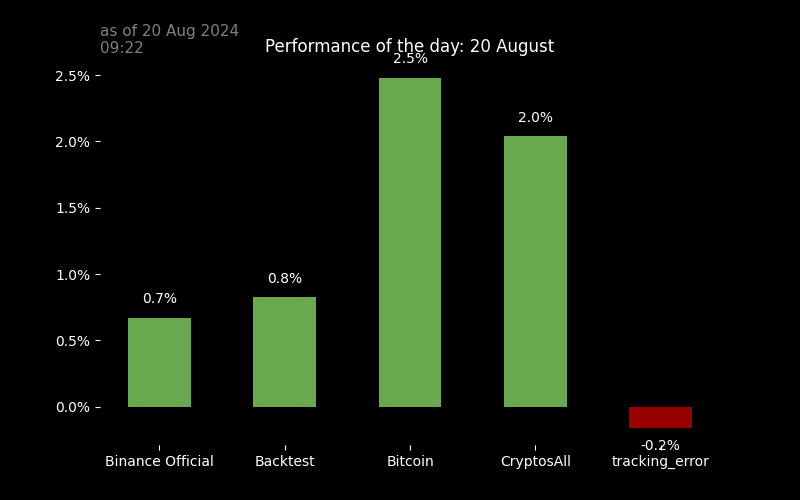 as of 20 Aug 2024
09:22
Performance of the day: 20 August
2.5%
2.0%
1.5%
1.0%
0.5%
0.0%
0.7%
0.8%
2.5%
2.0%
-0.2%
Binance Official
Backtest
Bitcoin
CryptosAll
tracking_error